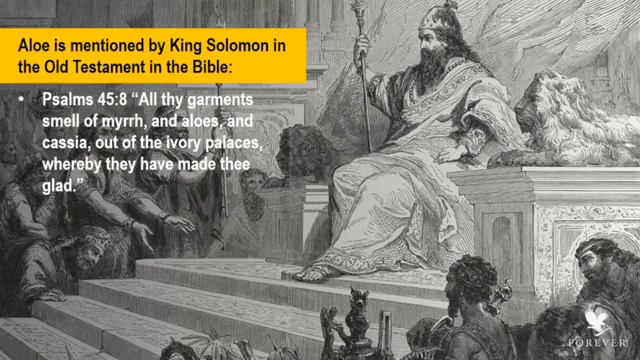 Aloe is mentioned by King Solomon in
the Old Testament in the Bible:
• Psalms 45:8 “All thy garments
smell of myrrh, and aloes, and
cassia, out of the ivory palaces,
whereby they have made thee
glad.”
FOREVER